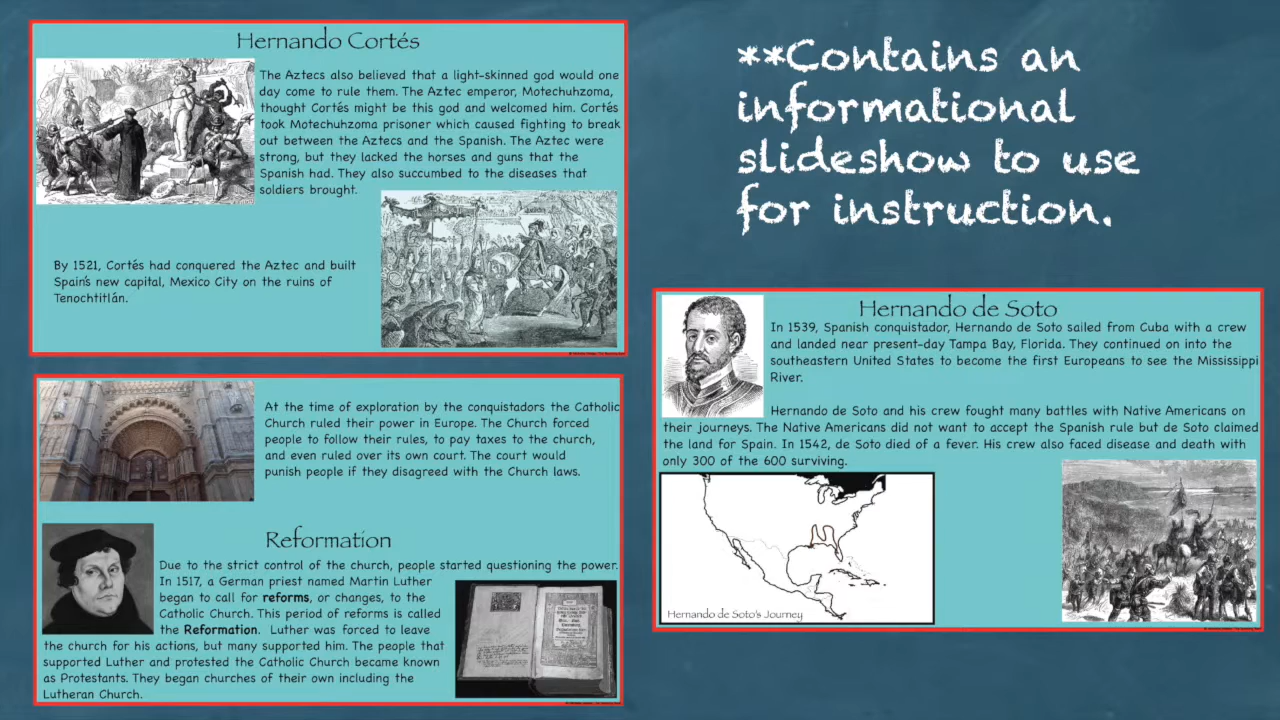 Hernando Cortés
The Aztecs also believed that a light-skinned god would one
day come to rule them. The Aztec emperor, Motechuhzoma,
thought Cortés might be this god and welcomed him. Cortés
took Motechuhzoma prisoner which caused fighting to break
out between the Aztecs and the Spanish. The Aztec were
strong, but they lacked the horses and guns that the
Spanish had. They also succumbed to the diseases that
soldiers brought.
By 1521, Cortés had conquered the Aztec and built
Spain's new capital, Mexico City on the ruins of
Tenochtitlán.
**Contains an
informational
slideshow to use
for instruction.
At the time of exploration by the conquistadors the Catholic
Church ruled their power in Europe. The Church forced
people to follow their rules, to pay taxes to the church,
and even ruled over its own court. The court would
punish people if they disagreed with the Church laws.
Reformation
Due to the strict control of the church, people started questioning the power.
In 1517, a German priest named Martin Luther
began to call for reforms, or changes, to the
Catholic Church. This period of reforms is called
the Reformation. Luther was forced to leave
the church for his actions, but many supported him. The people that
supported Luther and protested the Catholic Church became known
as Protestants. They began churches of their own including the
Lutheran Church.
Hernando de Soto
In 1539, Spanish conquistador, Hernando de Soto sailed from Cuba with a crew
and landed near present-day Tampa Bay, Florida. They continued on into the
southeastern United States to become the first Europeans to see the Mississippi
River.
Hernando de Soto and his crew fought many battles with Native Americans on
their journeys. The Native Americans did not want to accept the Spanish rule but de Soto claimed
the land for Spain. In 1542, de Soto died of a fever. His crew also faced disease and death with
only 300 of the 600 surviving.
Hernando de Soto's Journey